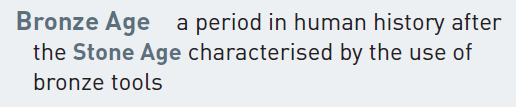 Bronze Age a period in human history after
the Stone Age characterised by the use of
bronze tools